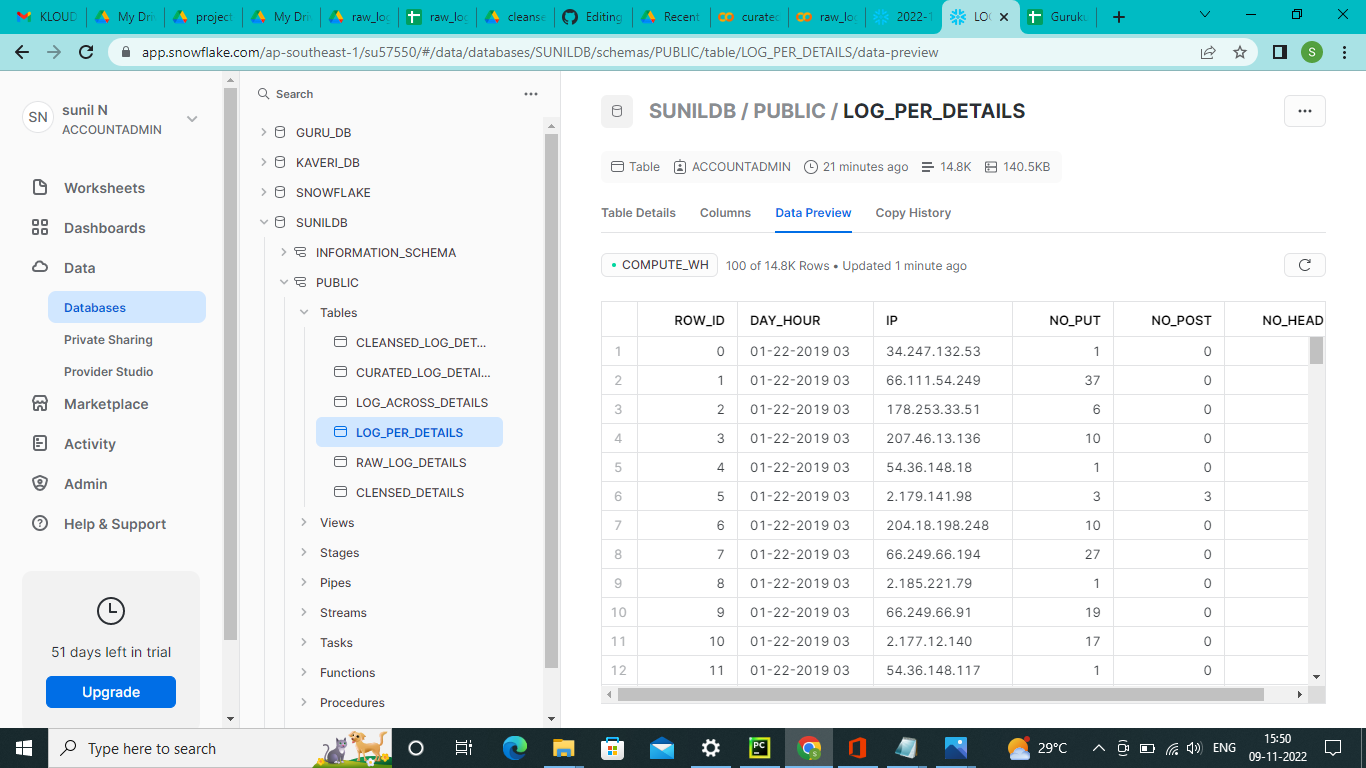 KLOUD
My Dri
project
My Dri
raw_log
raw_log
cleanse
Editing
Recent
curated
raw_log
2022-1
LOG
Guruku
app.snowflake.com/ap-southeast-1/su57550/#/data/databases/SUNILDB/schemas/PUBLIC/table/LOG_PER_DETAILS/data-preview
S
SN
sunil N
ACCOUNTADMIN
Worksheets
Dashboards
Data
Databases
Private Sharing
Provider Studio
Marketplace
Activity
Admin
Help & Support
51 days left in trial
Upgrade
Search
GURU_DB
KAVERI_DB
SNOWFLAKE
SUNILDB
INFORMATION_SCHEMA
PUBLIC
Tables
CLEANSED_LOG_DET...
CURATED_LOG_DETAI...
LOG_ACROSS_DETAILS
LOG_PER_DETAILS
RAW_LOG_DETAILS
CLENSED_DETAILS
Views
Stages
Pipes
Streams
Tasks
Functions
Procedures
SUNILDB / PUBLIC / LOG_PER_DETAILS
Table ACCOUNTADMIN 21 minutes ago 14.8K 140.5KB
Table Details Columns Data Preview Copy History
COMPUTE_WH 100 of 14.8K Rows • Updated 1 minute ago
ROW_ID DAY_HOUR IP NO_PUT NO_POST NO_HEAD
1 0 01-22-2019 03 34.247.132.53 1 0
2 1 01-22-2019 03 66.111.54.249 37 0
3 2 01-22-2019 03 178.253.33.51 6 0
4 3 01-22-2019 03 207.46.13.136 10 0
5 4 01-22-2019 03 54.36.148.18 1 0
6 5 01-22-2019 03 2.179.141.98 3 3
7 6 01-22-2019 03 204.18.198.248 10 0
8 7 01-22-2019 03 66.249.66.194 27 0
9 8 01-22-2019 03 2.185.221.79 1 0
10 9 01-22-2019 03 66.249.66.91 19 0
11 10 01-22-2019 03 2.177.12.140 17 0
12 11 01-22-2019 03 54.36.148.117 1 0
Type here to search
PC
29°C
ENG
15:50
09-11-2022